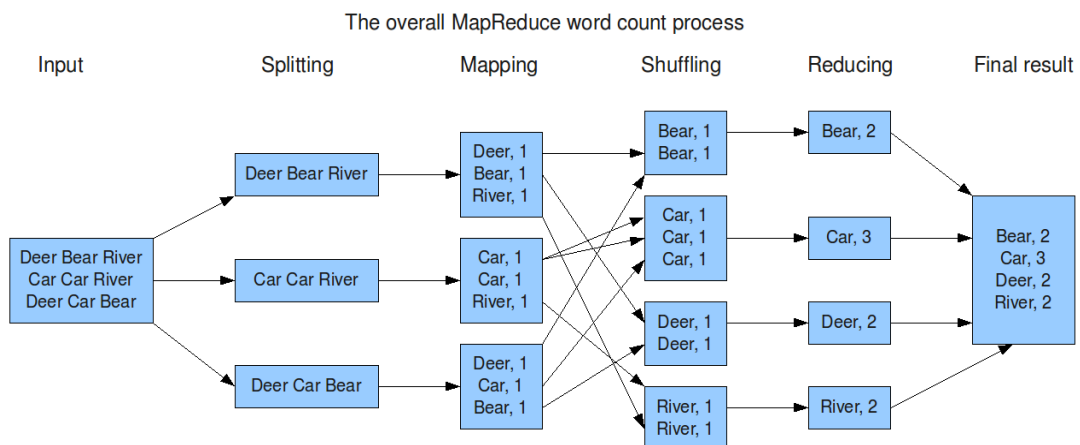 The overall MapReduce word count process
Input
Splitting
Mapping
Shuffling
Reducing
Final result
Deer Bear River
Car Car River
Deer Car Bear
Deer Bear River
Car Car River
Deer Car Bear
Deer, 1
Bear, 1
River, 1
Car, 1
Car, 1
River, 1
Deer, 1
Car, 1
Bear, 1
Bear, 1
Bear, 1
Car, 1
Car, 1
Car, 1
Deer, 1
Deer, 1
River, 1
River, 1
Bear, 2
Car, 3
Deer, 2
River, 2
Bear, 2
Car, 3
Deer, 2
River, 2